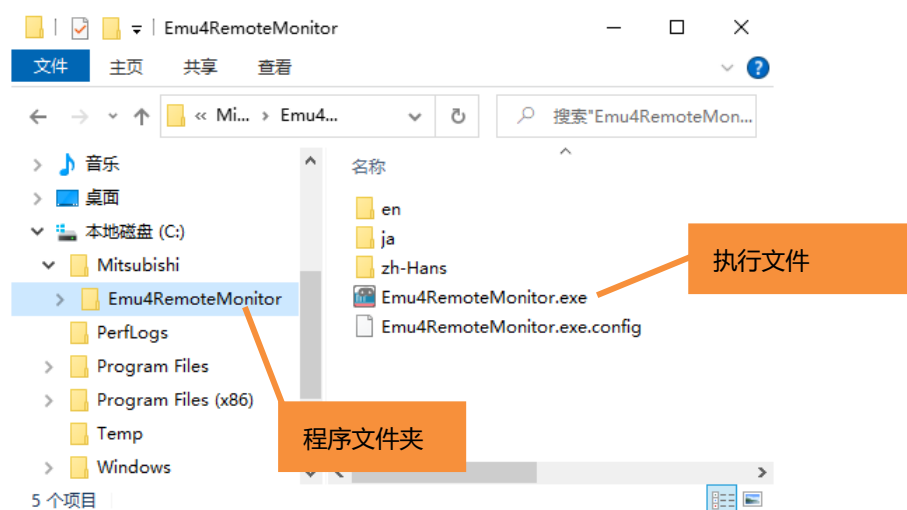 Emu4RemoteMonitor
文件 主页 共享 查看
« Mi... › Emu4... 搜索"Emu4RemoteMon...
音乐
桌面
本地磁盘 (C:)
Mitsubishi
Emu4RemoteMonitor
PerfLogs
Program Files
Program Files (x86)
Temp
Windows
名称
en
ja
zh-Hans
Emu4RemoteMonitor.exe
Emu4RemoteMonitor.exe.config
执行文件
程序文件夹
5 个项目